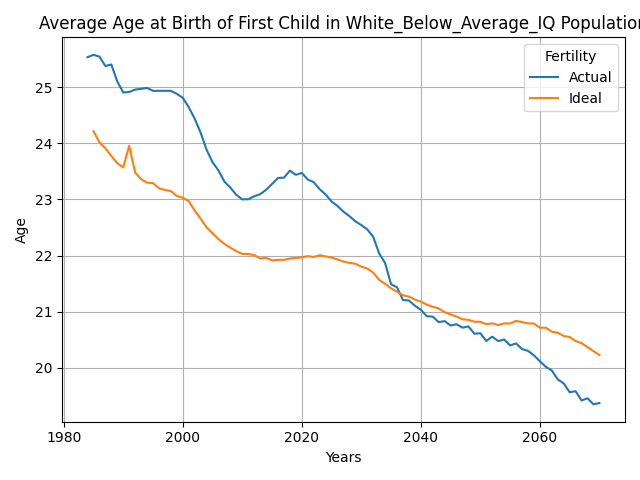 Average Age at Birth of First Child in White_Below_Average_IQ Population
Fertility
Actual
Ideal
Age
25
24
23
22
21
20
1980
2000
2020
2040
2060
Years